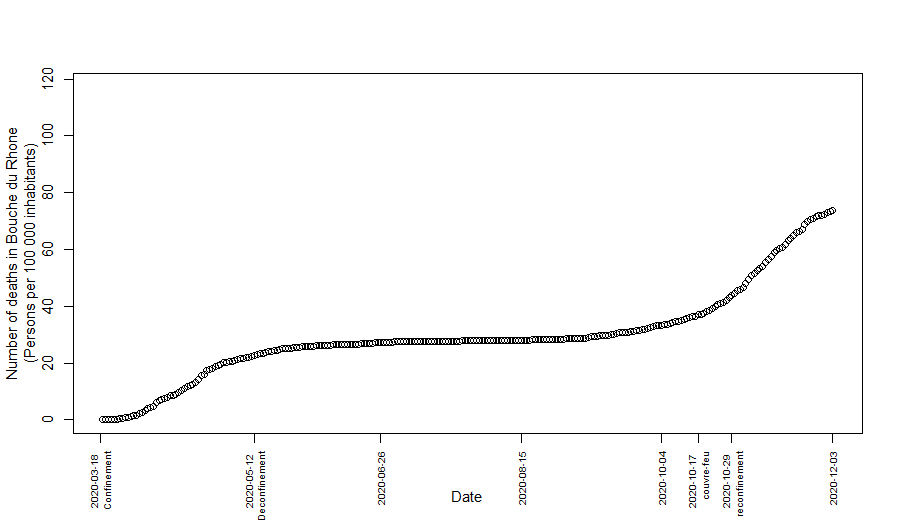 Number of deaths in Bouche du Rhone
(Persons per 100 000 inhabitants)
120
100
80
60
40
20
0
2020-03-18
Confinement
2020-05-12
Deconfinement
2020-06-26
2020-08-15
2020-10-04
2020-10-17
couvre-feu
2020-10-29
reconfinement
2020-12-03
Date